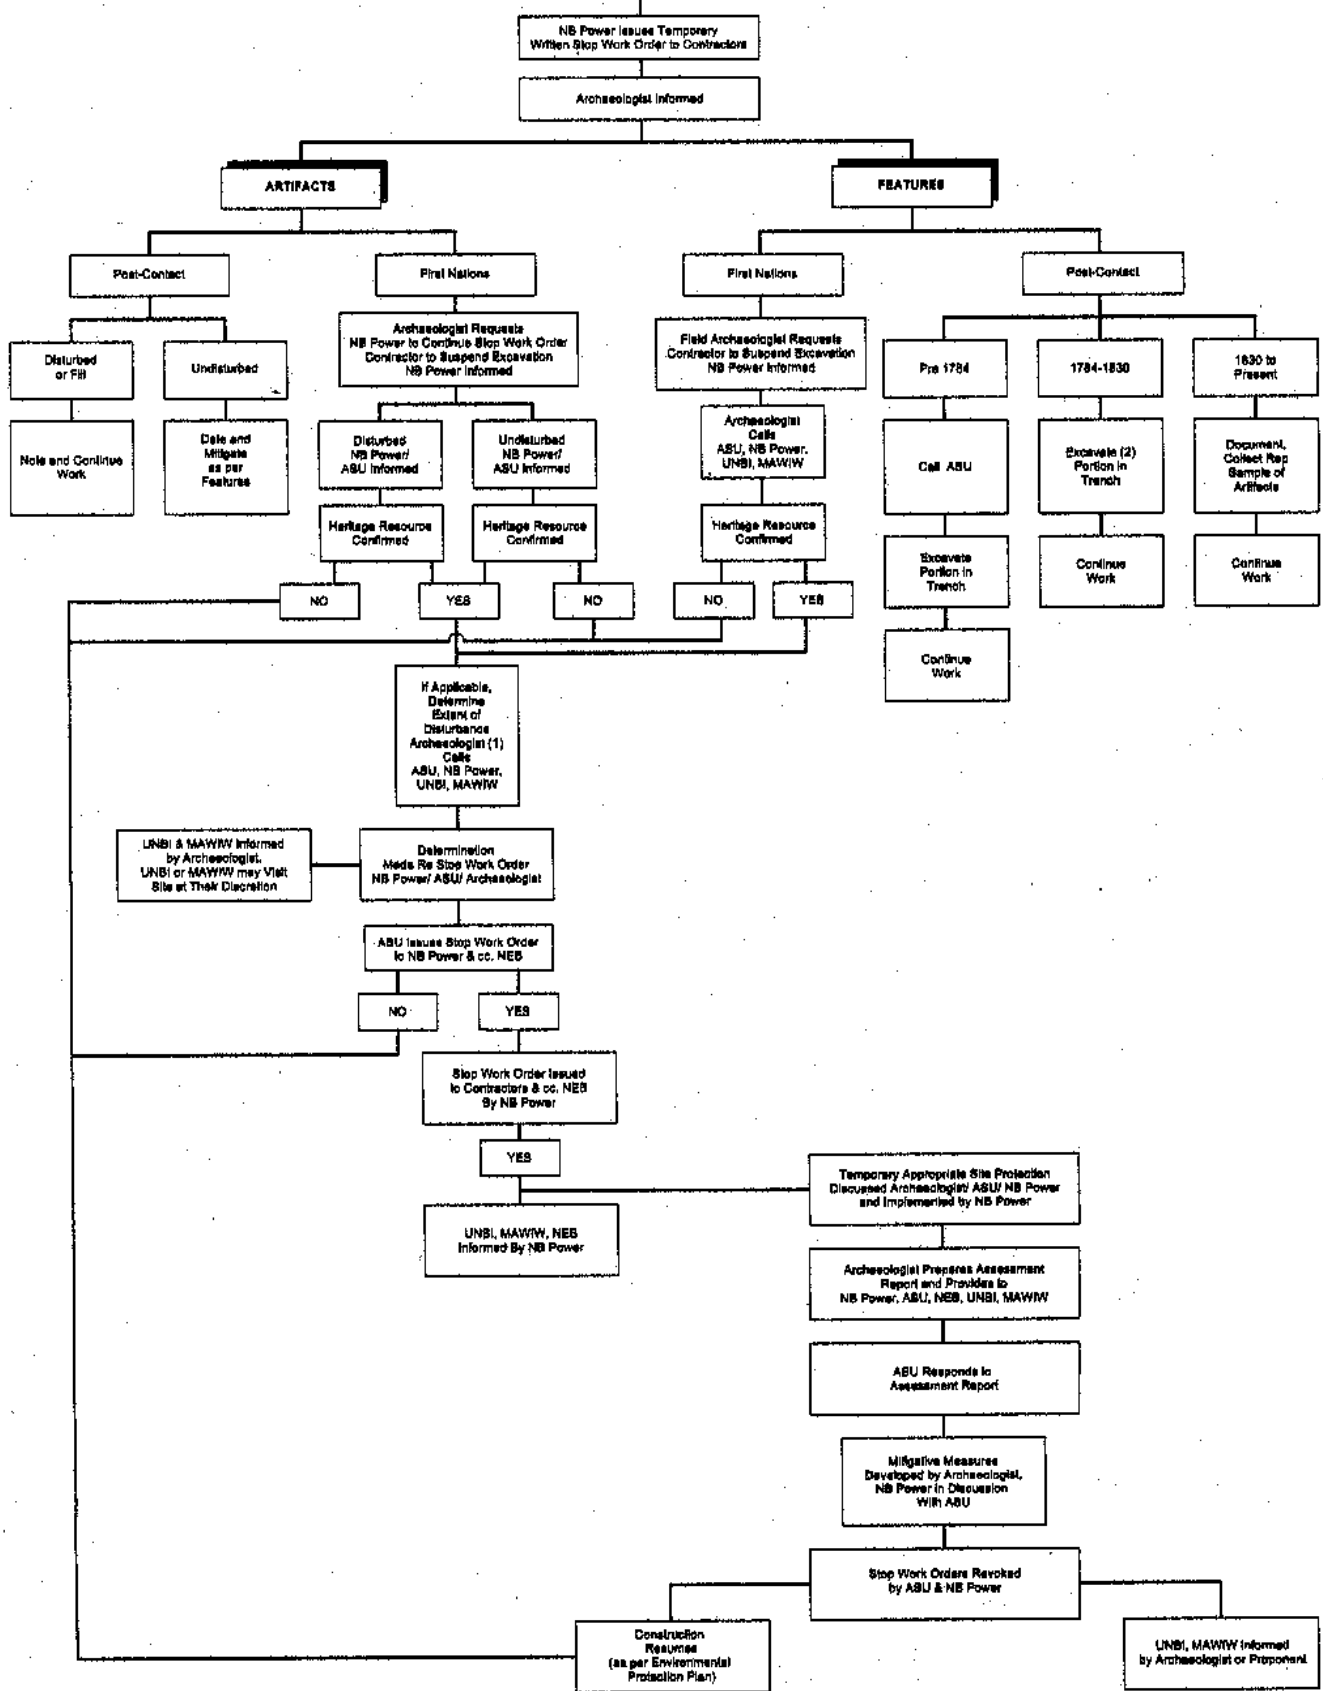 NB Power Issues Temporary
Written Stop Work Order to Contractors
Archaeologist Informed
ARTIFACTS
FEATURES
Post-Contact
First Nations
First Nations
Post-Contact
Disturbed
or Fill
Undisturbed
Archaeologist Requests
NB Power to Continue Stop Work Order
Contractor to Suspend Excavation
NB Power Informed
Field Archaeologist Requests
Contractor to Suspend Excavation
NB Power Informed
Pre 1784
1784-1830
1830 to
Present
Note and Continue
Work
Date and
Mitigate
as per
Features
Disturbed
NB Power/
ASU Informed
Undisturbed
NB Power/
ASU Informed
Archaeologist
Calls
ASU, NB Power,
UNBI, MAWIW
Call ASU
Excavate (2)
Portion in
Trench
Document,
Collect Rep
Sample of
Artifacts
Heritage Resource
Confirmed
Heritage Resource
Confirmed
Heritage Resource
Confirmed
Excavate
Portion in
Trench
Continue
Work
Continue
Work
NO
YES
NO
NO
YES
Continue
Work
If Applicable,
Determine
Extent of
Disturbance
Archaeologist (1)
Calls
ASU, NB Power,
UNBI, MAWIW
UNBI & MAWIW Informed
by Archaeologist.
UNBI or MAWIW may Visit
Site at Their Discretion
Determination
Made Re Stop Work Order
NB Power/ ASU/ Archaeologist
ASU Issues Stop Work Order
to NB Power & cc. NEB
NO
YES
Stop Work Order Issued
to Contractors & cc. NEB
By NB Power
YES
UNBI, MAWIW, NEB
Informed By NB Power
Temporary Appropriate Site Protection
Discussed Archaeologist/ ASU/ NB Power
and Implemented by NB Power
Archaeologist Prepares Assessment
Report and Provides to
NB Power, ASU, NEB, UNBI, MAWIW
ASU Responds to
Assessment Report
Mitigative Measures
Developed by Archaeologist,
NB Power in Discussion
With ASU
Stop Work Orders Revoked
by ASU & NB Power
Construction
Resumes
(as per Environmental
Protection Plan)
UNBI, MAWIW Informed
by Archaeologist or Proponent